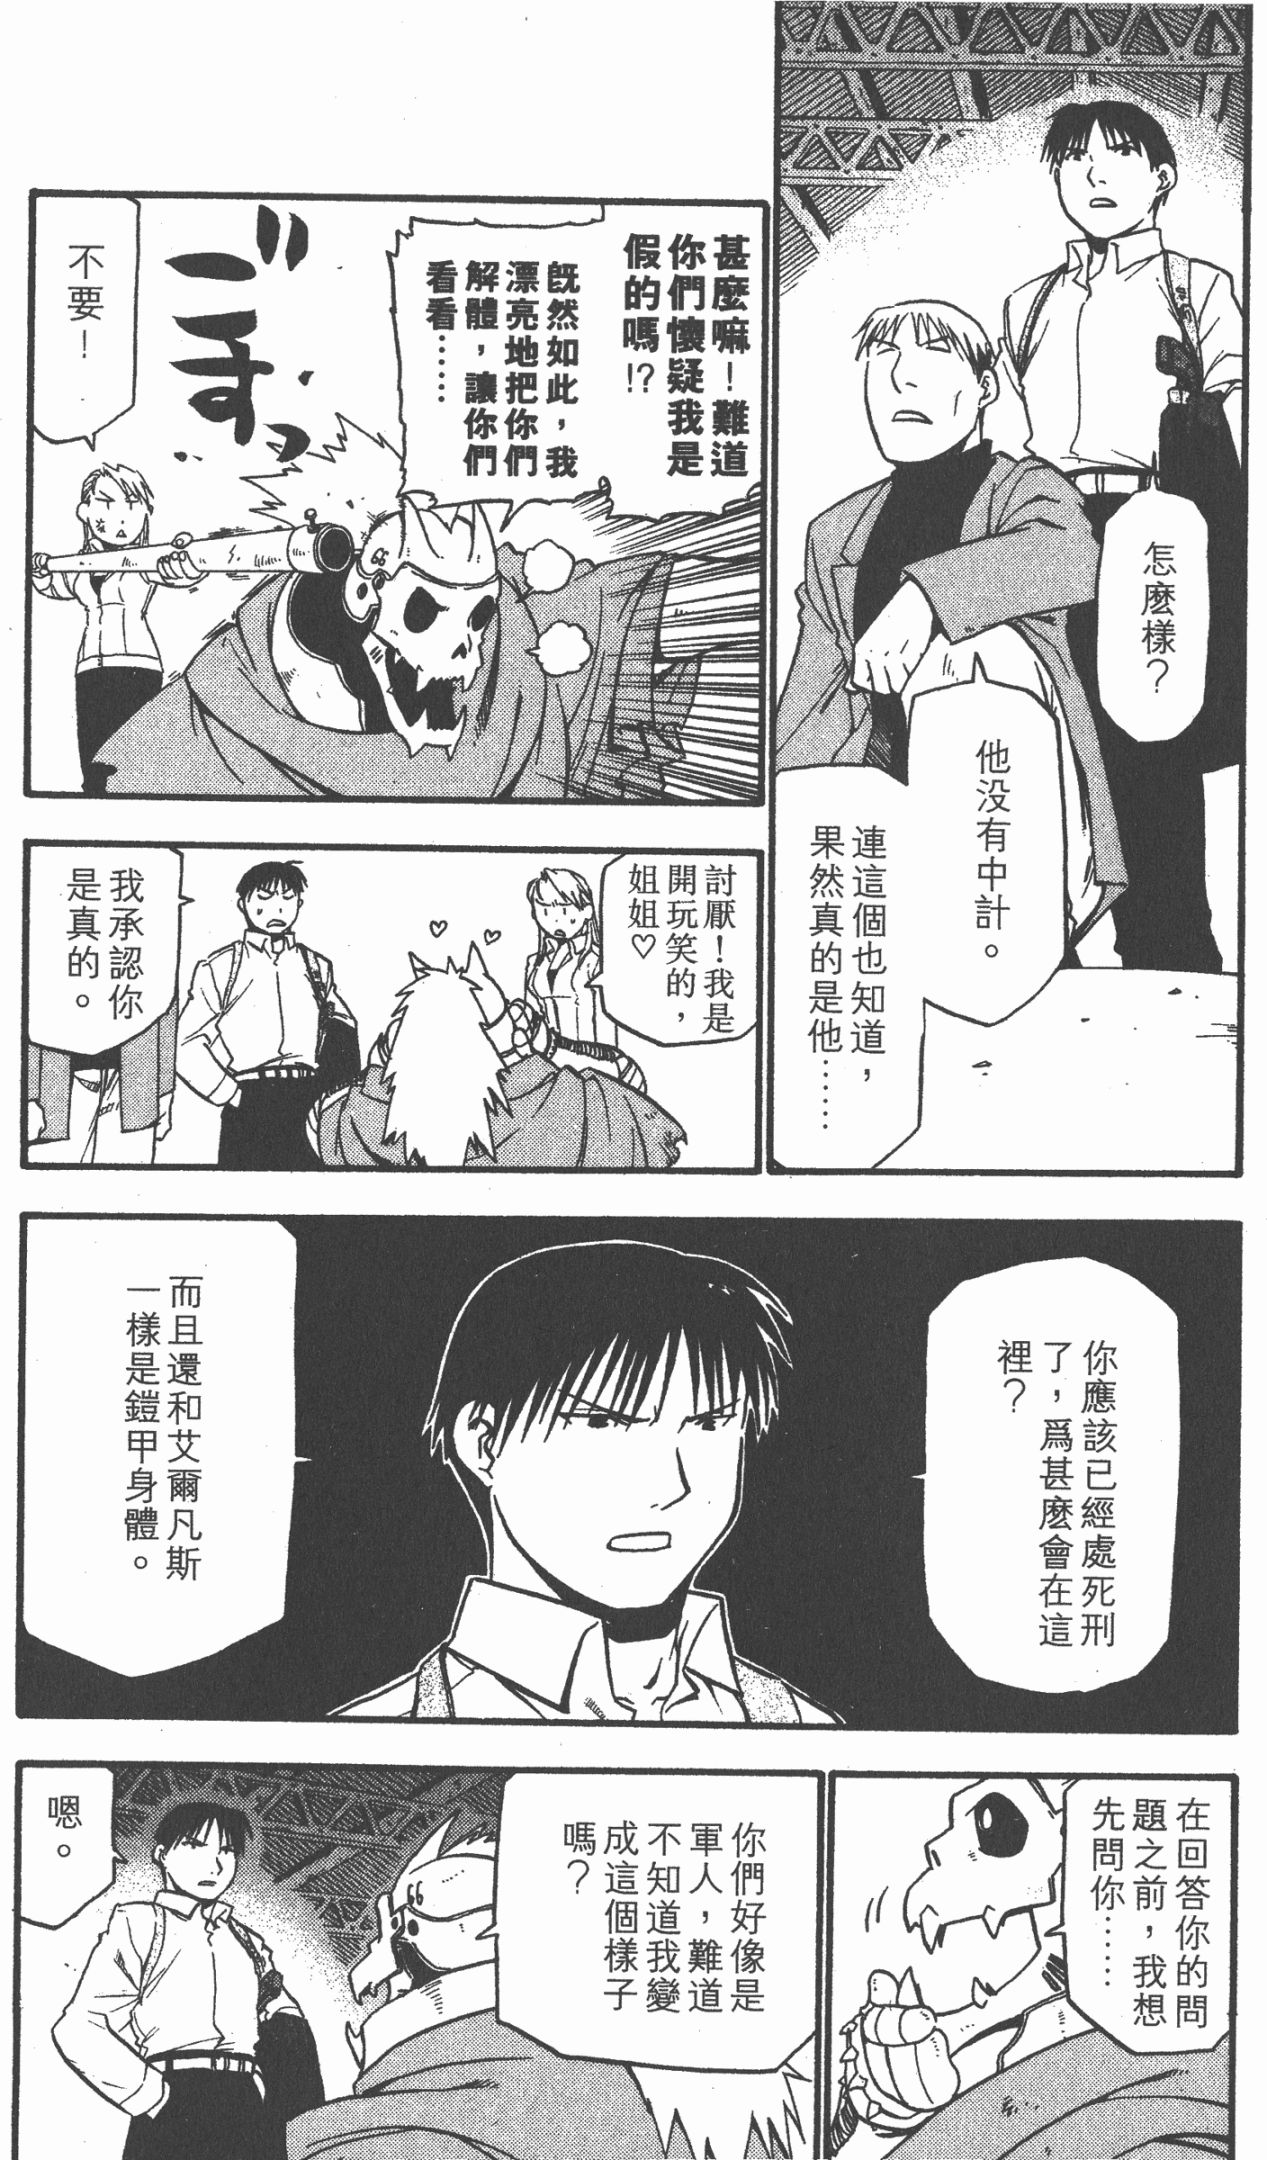 怎麽樣？
他没有中計。
連這個也知道，
果然真的是他……
甚麼嘛！難道
你們懷疑我是
假的嗎!?
既然如此，我
漂亮地把你們
解體，讓你們
看看……
ごすっ
不要！
討厭！我是
開玩笑的，
姐姐♡
我承認你
是真的。
你應該已經處死刑
了，爲甚麽會在這
裡？
而且還和艾爾凡斯
一樣是鎧甲身體。
在回答你的問
題之前，我想
先問你……
你們好像是
軍人，難道
不知道我變
成這個樣子
嗎？
嗯。